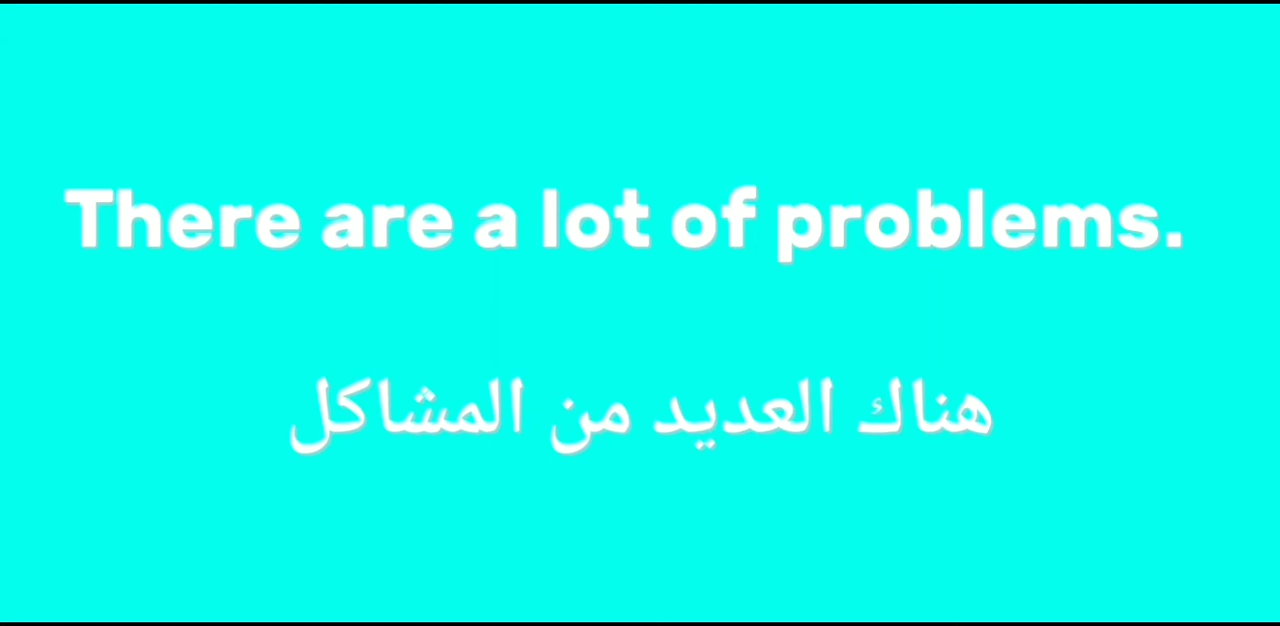 There are a lot of problems.
هناك العديد من المشاكل